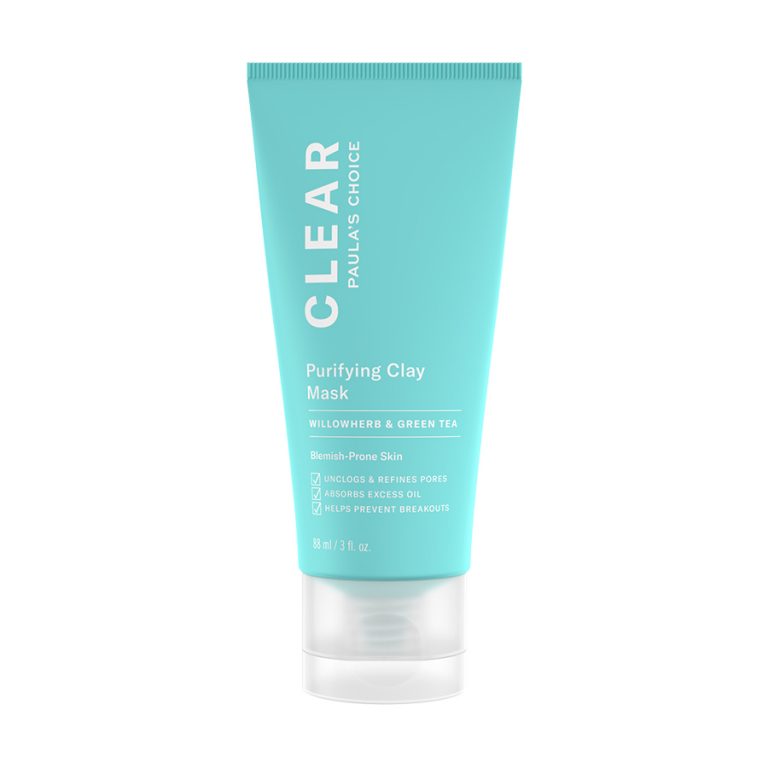 CLEAR
PAULA'S CHOICE
Purifying Clay
Mask
WILLOWHERB & GREEN TEA
Blemish-Prone Skin
UNCLOGS & REFINES PORES
ABSORBS EXCESS OIL
HELPS PREVENT BREAKOUTS
88 ml / 3 fl. oz.